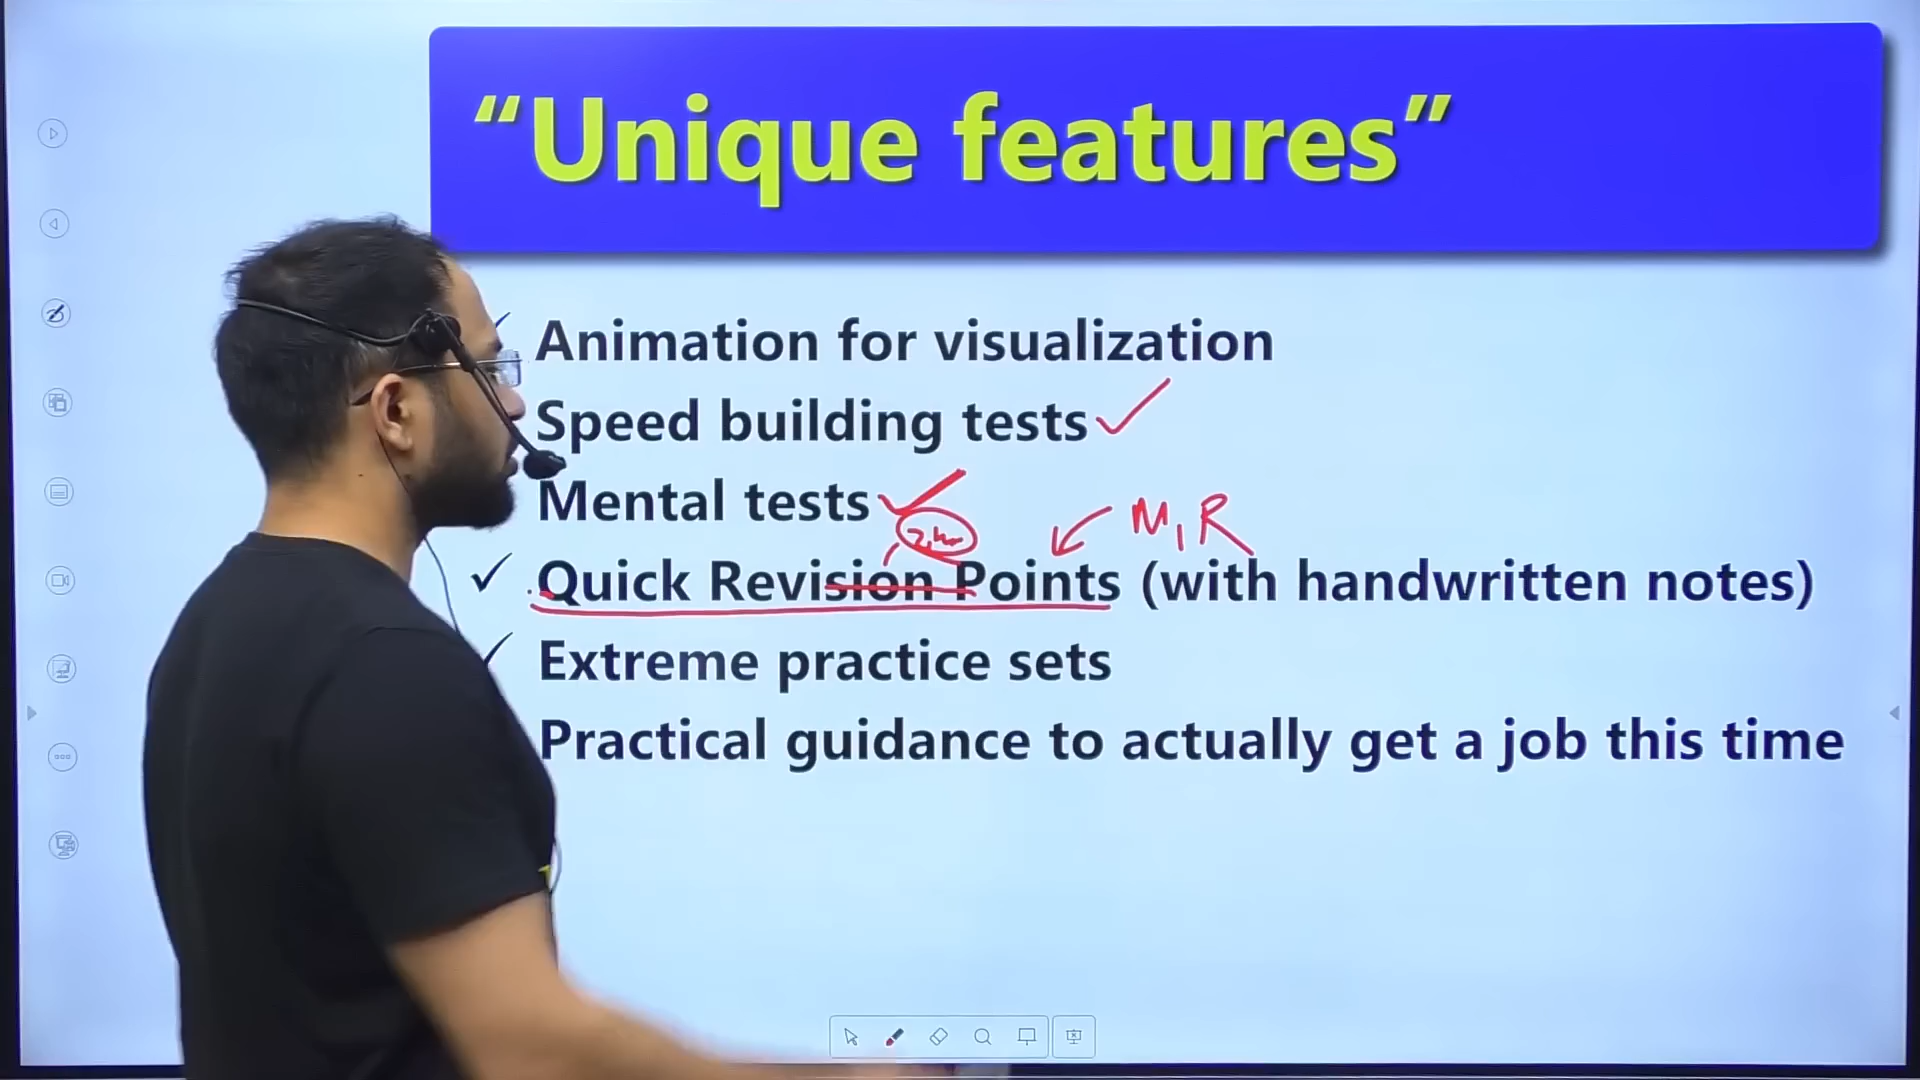 “Unique features”
Animation for visualization
Speed building tests
Mental tests
M, R
Quick Revision Points (with handwritten notes)
Extreme practice sets
Practical guidance to actually get a job this time